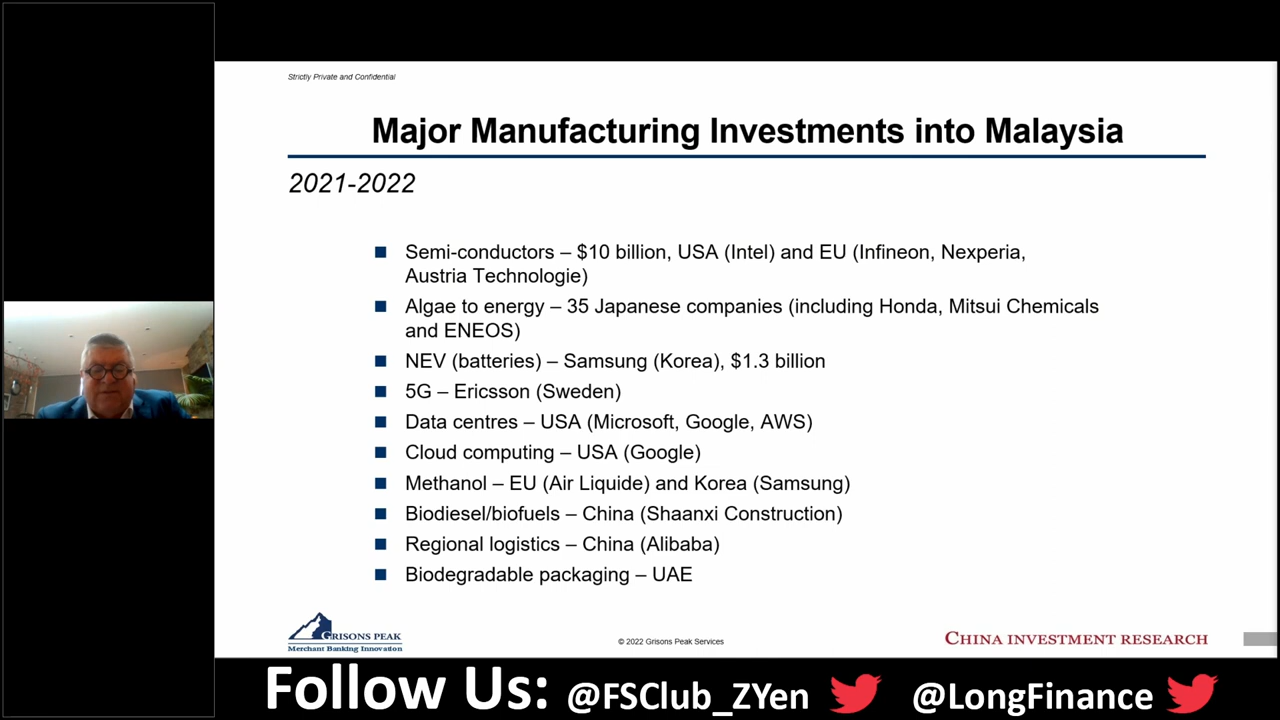 Strictly Private and Confidential
Major Manufacturing Investments into Malaysia
2021-2022
Semi-conductors – $10 billion, USA (Intel) and EU (Infineon, Nexperia,
Austria Technologie)
Algae to energy – 35 Japanese companies (including Honda, Mitsui Chemicals
and ENEOS)
NEV (batteries) – Samsung (Korea), $1.3 billion
5G – Ericsson (Sweden)
Data centres – USA (Microsoft, Google, AWS)
Cloud computing – USA (Google)
Methanol – EU (Air Liquide) and Korea (Samsung)
Biodiesel/biofuels – China (Shaanxi Construction)
Regional logistics – China (Alibaba)
Biodegradable packaging – UAE
GRISONS PEAK
Merchant Banking Innovation
© 2022 Grisons Peak Services
CHINA INVESTMENT RESEARCH
Follow Us: @FSClub_ZYen @LongFinance